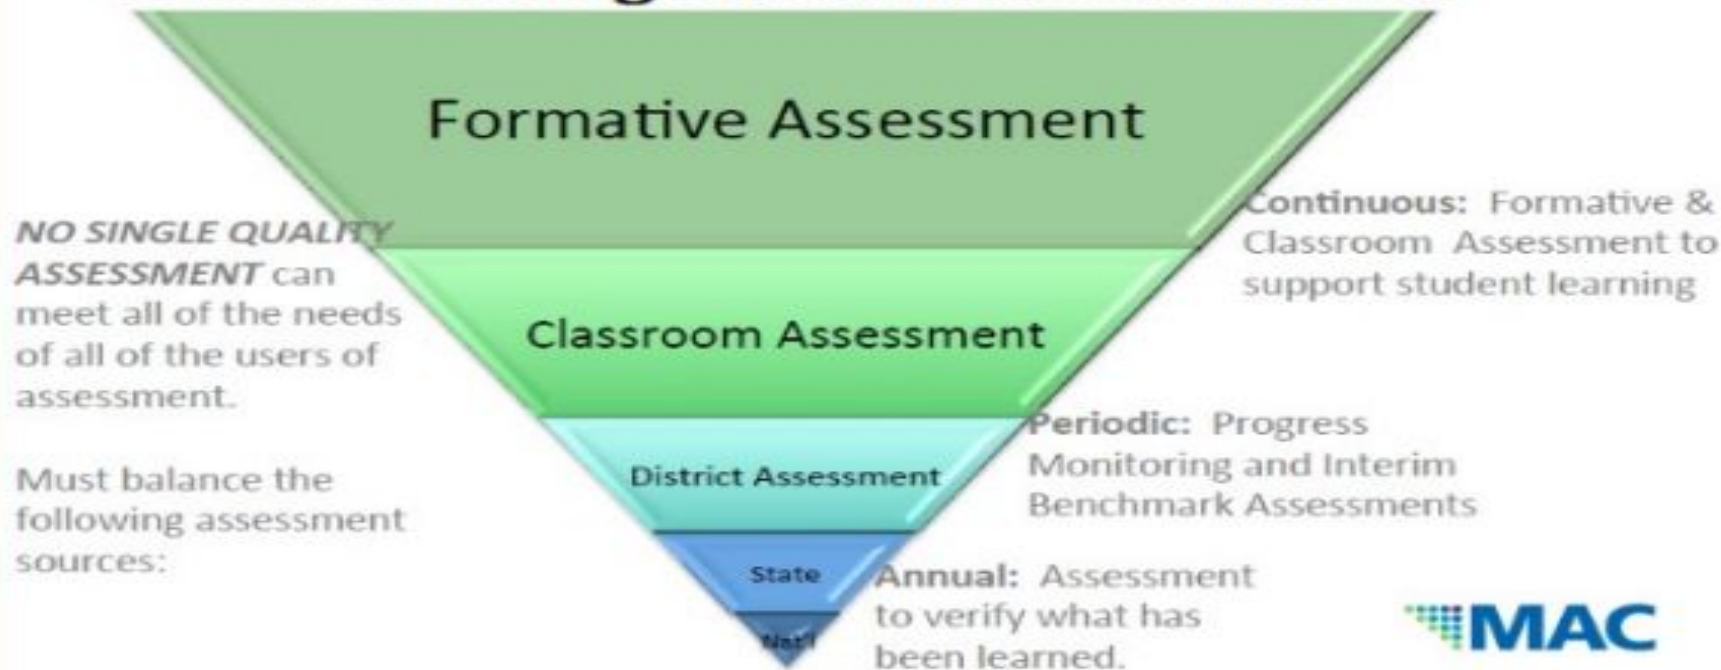 Formative Assessment
NO SINGLE QUALITY
ASSESSMENT can
meet all of the needs
of all of the users of
assessment.
Must balance the
following assessment
sources:
Continuous: Formative &
Classroom Assessment to
support student learning
Classroom Assessment
Periodic: Progress
Monitoring and Interim
Benchmark Assessments
District Assessment
State
Annual: Assessment
to verify what has
been learned.
Nat'l
MAC